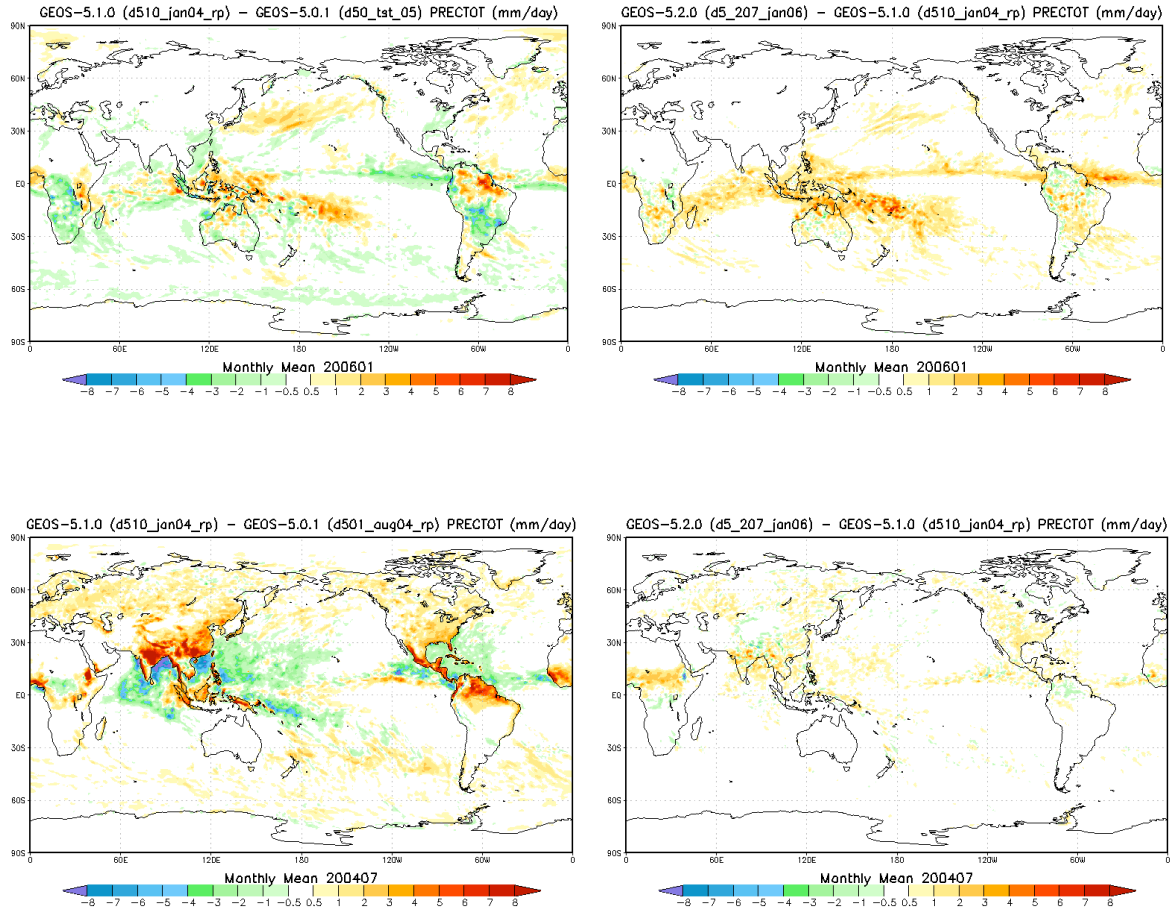 GEOS-5.1.0 (d510_jan04_rp) - GEOS-5.0.1 (d50_tst_05) PRECTOT (mm/day)
90N
60N
30N
EQ
30S
60S
90S
0 60E 120E 180 120W 60W 0
Monthly Mean 200601
-8 -7 -6 -5 -4 -3 -2 -1 -0.5 0.5 1 2 3 4 5 6 7 8
GEOS-5.2.0 (d5_207_jan06) - GEOS-5.1.0 (d510_jan04_rp) PRECTOT (mm/day)
90N
60N
30N
EQ
30S
60S
90S
0 60E 120E 180 120W 60W 0
Monthly Mean 200601
-8 -7 -6 -5 -4 -3 -2 -1 -0.5 0.5 1 2 3 4 5 6 7 8
GEOS-5.1.0 (d510_jan04_rp) - GEOS-5.0.1 (d501_aug04_rp) PRECTOT (mm/day)
90N
60N
30N
EQ
30S
60S
90S
0 60E 120E 180 120W 60W 0
Monthly Mean 200407
-8 -7 -6 -5 -4 -3 -2 -1 -0.5 0.5 1 2 3 4 5 6 7 8
GEOS-5.2.0 (d5_207_jan06) - GEOS-5.1.0 (d510_jan04_rp) PRECTOT (mm/day)
90N
60N
30N
EQ
30S
60S
90S
0 60E 120E 180 120W 60W 0
Monthly Mean 200407
-8 -7 -6 -5 -4 -3 -2 -1 -0.5 0.5 1 2 3 4 5 6 7 8